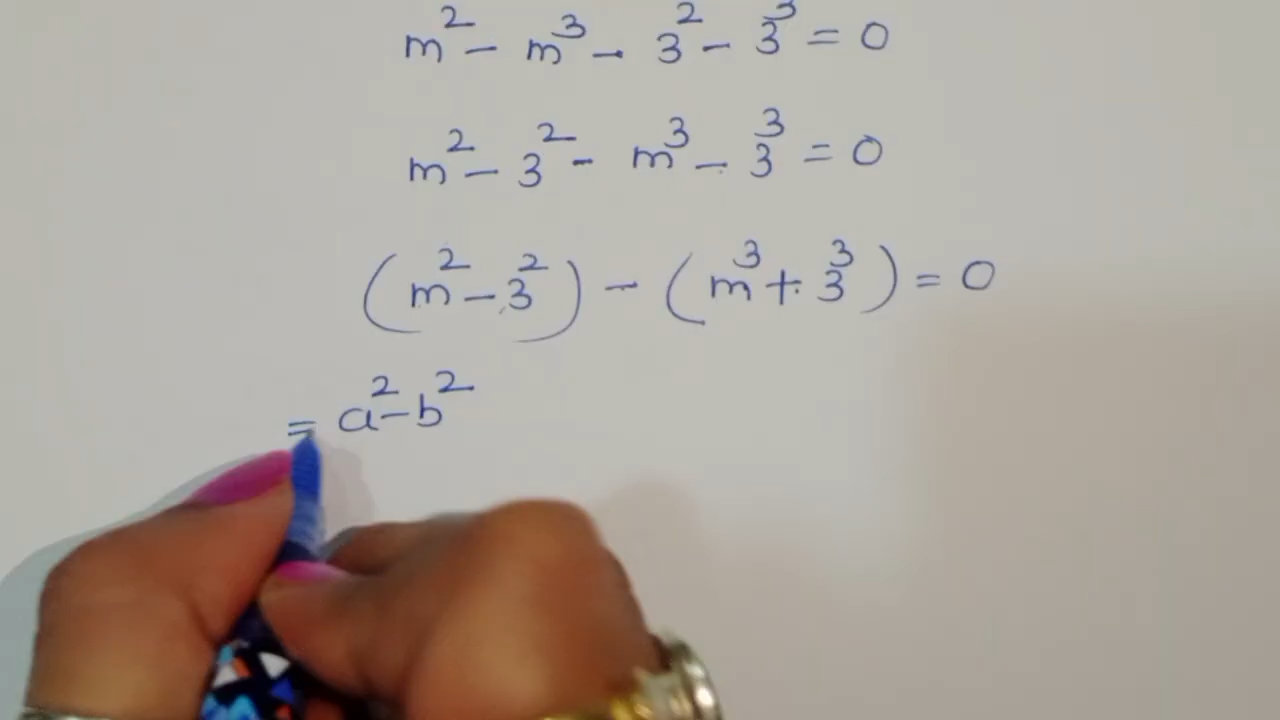 m² - m³ - 3² - 3³ = 0
m² - 3² - m³ - 3³ = 0
(m² - 3²) - (m³ + 3³) = 0
= a² - b²